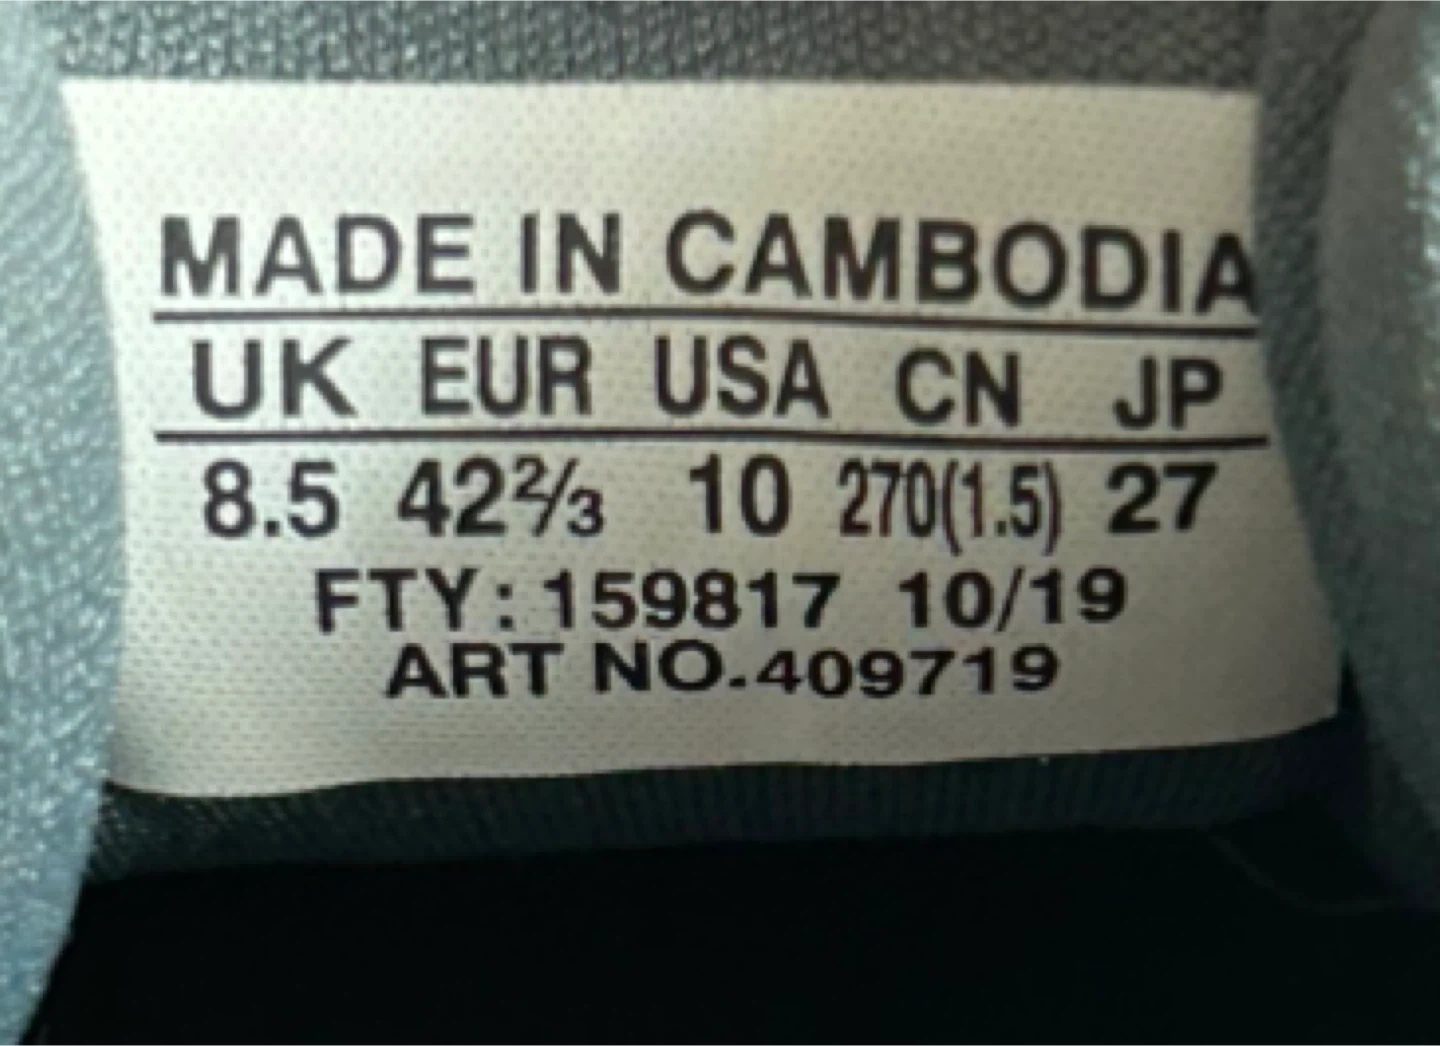 MADE IN CAMBODIA
UK EUR USA CN JP
8.5 42⅔ 10 270(1.5) 27
FTY: 159817 10/19
ART NO.409719